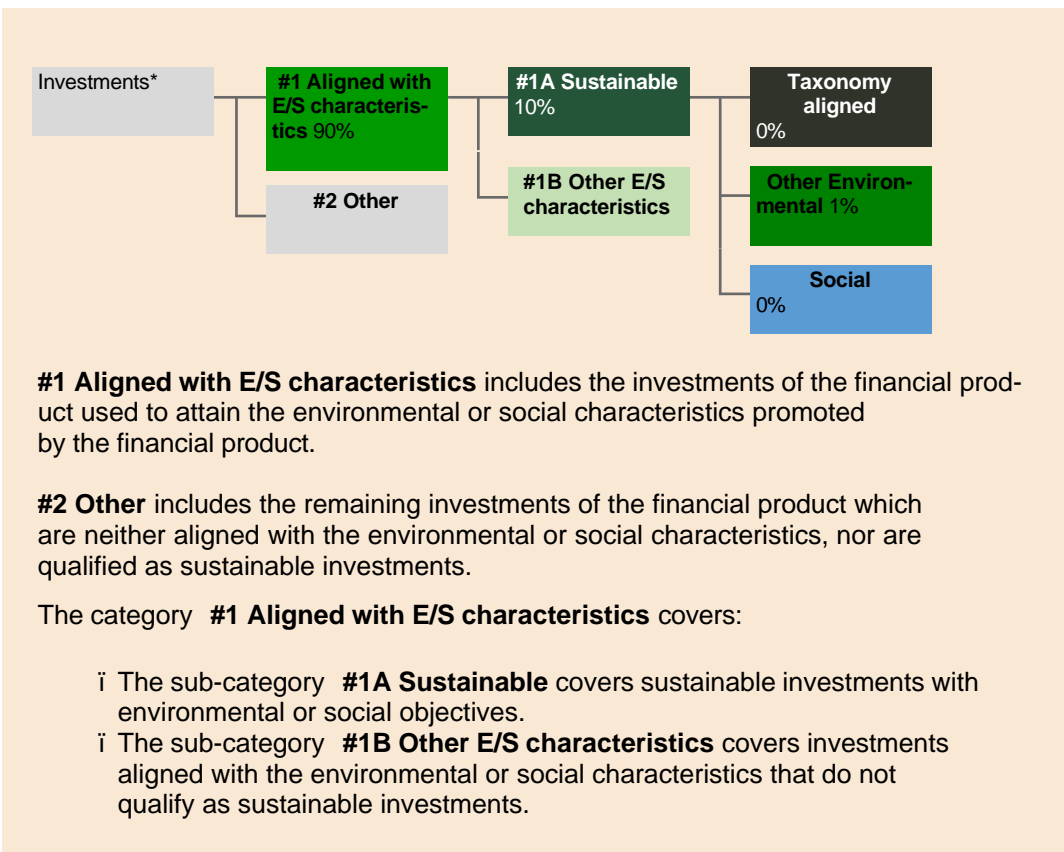 Investments*
#1 Aligned with
E/S characteris-
tics 90%
#2 Other
#1A Sustainable
10%
#1B Other E/S
characteristics
Taxonomy
aligned
0%
Other Environ-
mental 1%
Social
0%
#1 Aligned with E/S characteristics includes the investments of the financial prod-
uct used to attain the environmental or social characteristics promoted
by the financial product.
#2 Other includes the remaining investments of the financial product which
are neither aligned with the environmental or social characteristics, nor are
qualified as sustainable investments.
The category #1 Aligned with E/S characteristics covers:
ï The sub-category #1A Sustainable covers sustainable investments with
environmental or social objectives.
ï The sub-category #1B Other E/S characteristics covers investments
aligned with the environmental or social characteristics that do not
qualify as sustainable investments.